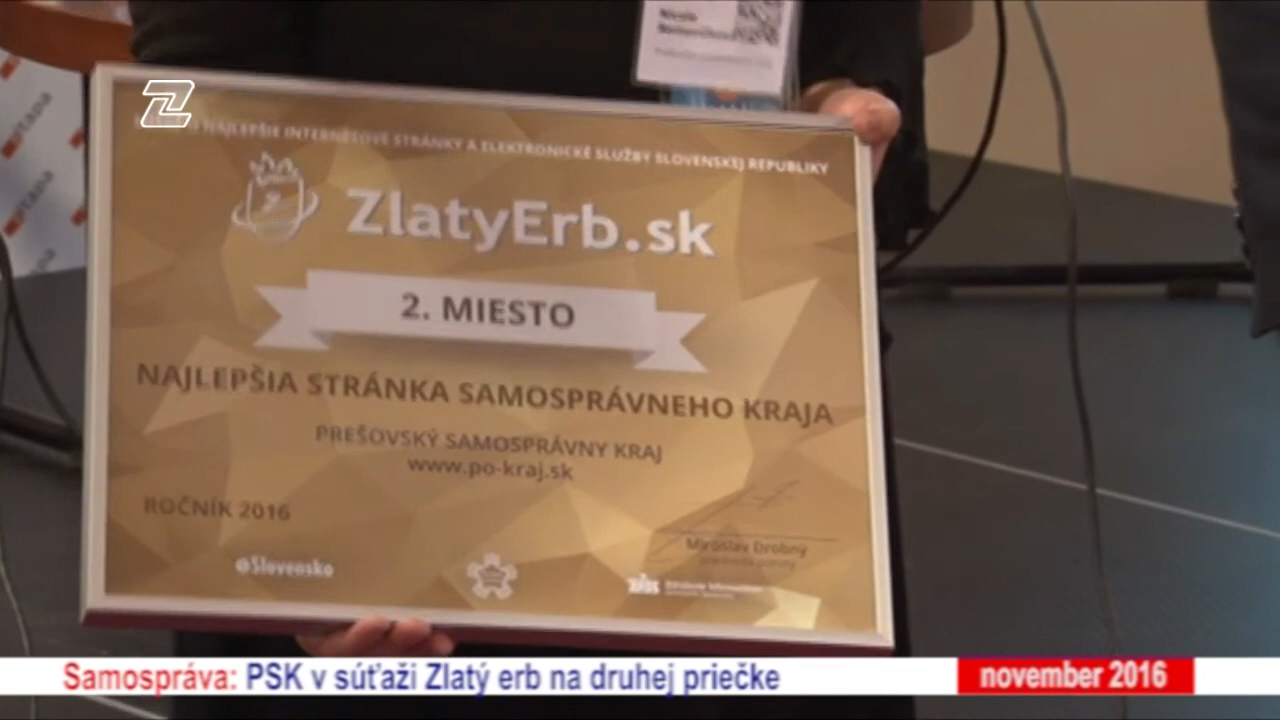 NAJLEPŠIE INTERNETOVÉ STRÁNKY A ELEKTRONICKÉ SLUŽBY SLOVENSKEJ REPUBLIKY
ZlatyErb.sk
2. MIESTO
NAJLEPŠIA STRÁNKA SAMOSPRÁVNEHO KRAJA
PREŠOVSKÝ SAMOSPRÁVNY KRAJ
www.po-kraj.sk
ROČNÍK 2016
Miroslav Drobný
@Slovensko
Samospráva: PSK v súťaži Zlatý erb na druhej priečke
november 2016